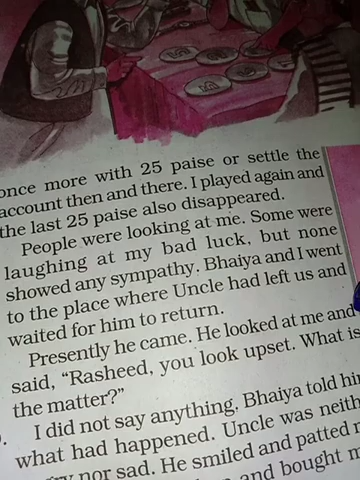 once more with 25 paise or settle the
account then and there. I played again and
the last 25 paise also disappeared.
People were looking at me. Some were
laughing at my bad luck, but none
showed any sympathy. Bhaiya and I went
to the place where Uncle had left us and
waited for him to return.
Presently he came. He looked at me and
said, “Rasheed, you look upset. What is
the matter?”
I did not say anything. Bhaiya told
what had happened. Uncle was
nor sad. He smiled and patted
and bought